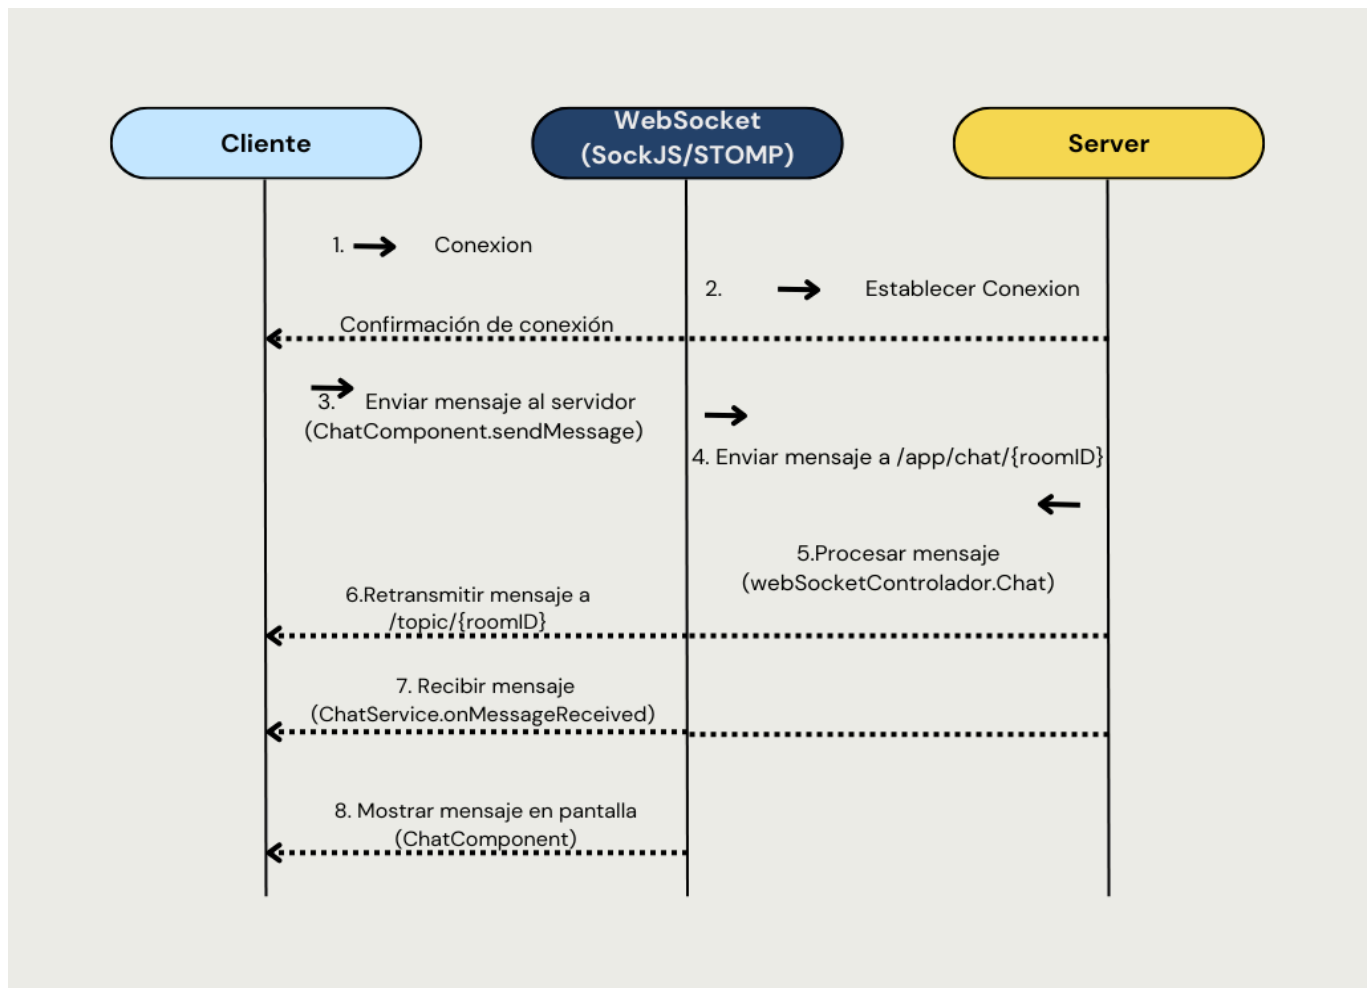 Cliente
WebSocket
(SockJS/STOMP)
Server
1.
Conexion
2.
Establecer Conexion
Confirmación de conexión
3.
Enviar mensaje al servidor
(ChatComponent.sendMessage)
4. Enviar mensaje a /app/chat/{roomID}
5.Procesar mensaje
(webSocketControlador.Chat)
6.Retransmitir mensaje a
/topic/{roomID}
7. Recibir mensaje
(ChatService.onMessageReceived)
8. Mostrar mensaje en pantalla
(ChatComponent)